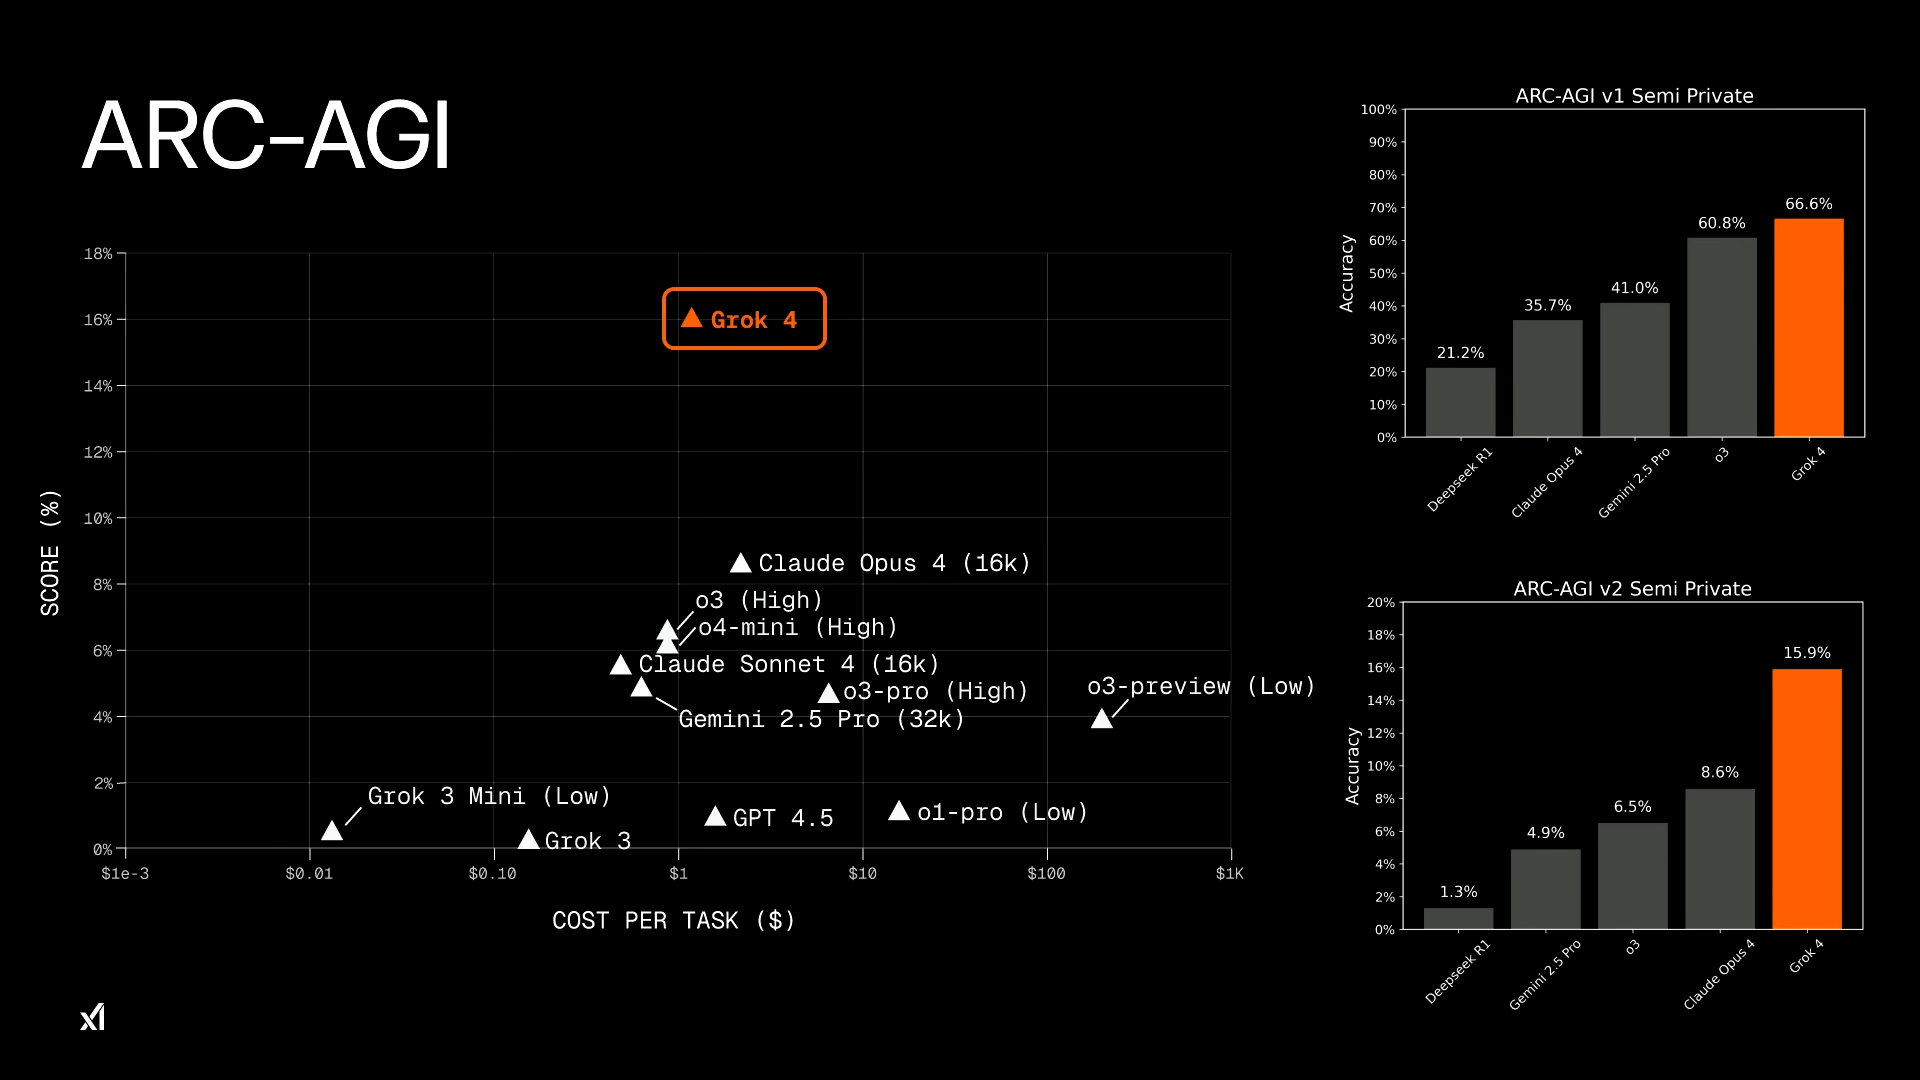 ARC-AGI
SCORE (%)
18%
16%
14%
12%
10%
8%
6%
4%
2%
0%
Grok 4
Claude Opus 4 (16k)
o3 (High)
o4-mini (High)
Claude Sonnet 4 (16k)
o3-pro (High)
o3-preview (Low)
Gemini 2.5 Pro (32k)
Grok 3 Mini (Low)
GPT 4.5
o1-pro (Low)
Grok 3
$1e-3 $0.01 $0.10 $1 $10 $100 $1K
COST PER TASK ($)
xI
ARC-AGI v1 Semi Private
Accuracy
100%
90%
80%
70%
60%
50%
40%
30%
20%
10%
0%
21.2%
35.7%
41.0%
60.8%
66.6%
Deepseek R1
Claude Opus 4
Gemini 2.5 Pro
o3
Grok 4
ARC-AGI v2 Semi Private
Accuracy
20%
18%
16%
14%
12%
10%
8%
6%
4%
2%
0%
1.3%
4.9%
6.5%
8.6%
15.9%
Deepseek R1
Gemini 2.5 Pro
o3
Claude Opus 4
Grok 4